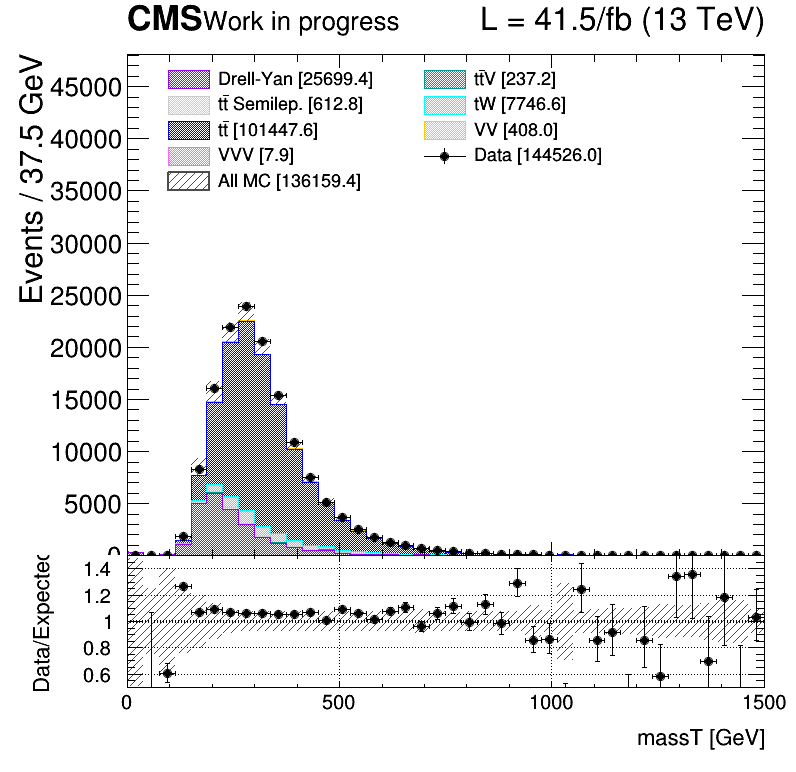 CMS Work in progress L = 41.5/fb (13 TeV)
Events / 37.5 GeV
45000
40000
35000
30000
25000
20000
15000
10000
5000
0
Drell-Yan [25699.4]
tt̄ Semilep. [612.8]
tt̄ [101447.6]
VVV [7.9]
All MC [136159.4]
tt̄V [237.2]
tW [7746.6]
VV [408.0]
Data [144526.0]
Data/Expected
1.4
1.2
1
0.8
0.6
0 500 1000 1500
massT [GeV]